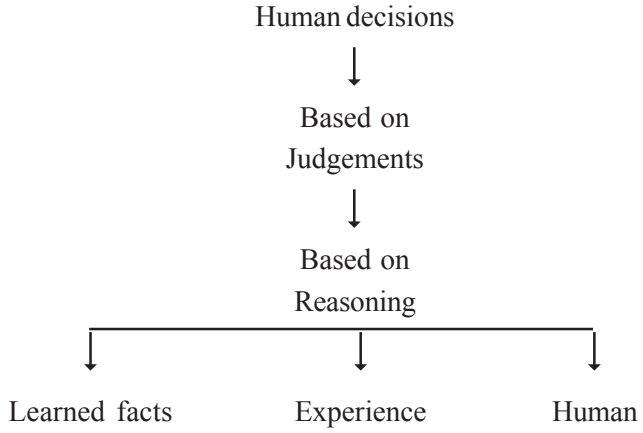 Human decisions
Based on
Judgements
Based on
Reasoning
Learned facts Experience Human